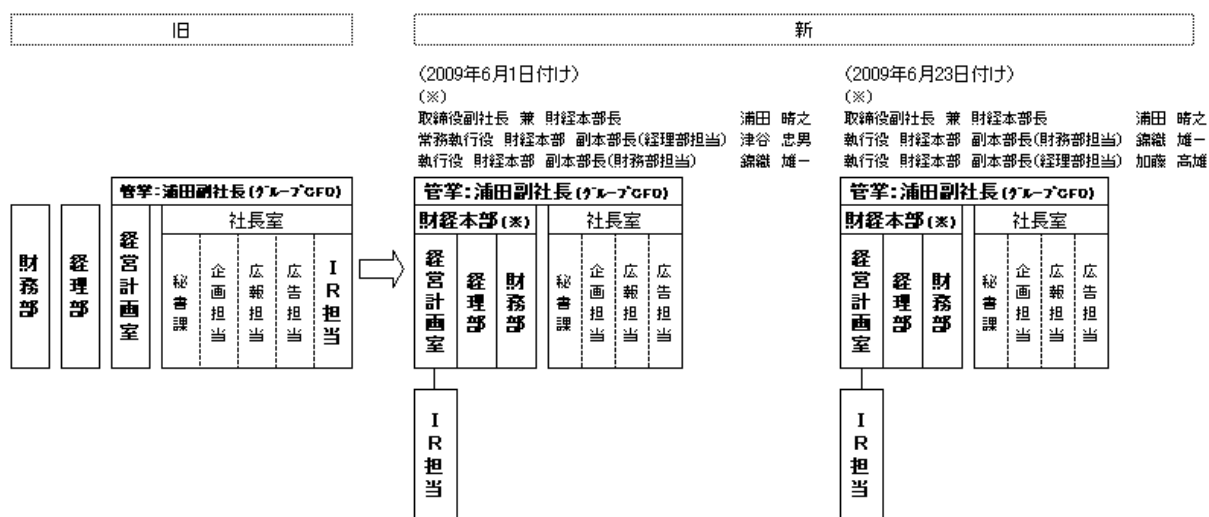 旧
新
(2009年6月1日付け)
(※)
取締役副社長 兼 財経本部長 浦田 晴之
常務執行役 財経本部 副本部長(経理部担当) 津谷 忠男
執行役 財経本部 副本部長(財務部担当) 錦織 雄一
(2009年6月23日付け)
(※)
取締役副社長 兼 財経本部長 浦田 晴之
執行役 財経本部 副本部長(財務部担当) 錦織 雄一
執行役 財経本部 副本部長(経理部担当) 加藤 高雄
財務部
経理部
管掌:浦田副社長(グループCFO)
経営計画室
社長室
秘書課
企画担当
広報担当
広告担当
IR担当
管掌:浦田副社長(グループCFO)
財経本部(※)
社長室
経営計画室
経理部
財務部
秘書課
企画担当
広報担当
広告担当
IR担当
管掌:浦田副社長(グループCFO)
財経本部(※)
社長室
経営計画室
経理部
財務部
秘書課
企画担当
広報担当
広告担当
IR担当